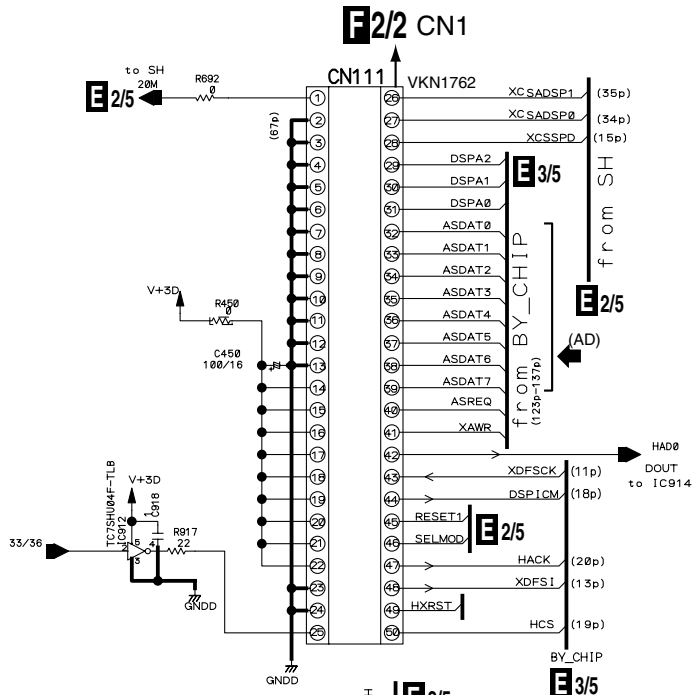 F 2/2 CN1
CN111
VKN1762
to SH
20M
E 2/5
R692
0
(67p)
1
2
3
4
5
6
7
8
9
10
11
12
13
14
15
16
17
18
19
20
21
22
23
24
25
26
27
28
29
30
31
32
33
34
35
36
37
38
39
40
41
42
43
44
45
46
47
48
49
50
XCSADSP1
(35p)
XCSADSP0
(34p)
XCSSPD
(15p)
from SH
E 2/5
DSPA2
DSPA1
DSPA0
E 3/5
ASDAT0
ASDAT1
ASDAT2
ASDAT3
ASDAT4
ASDAT5
ASDAT6
ASDAT7
ASREQ
XAWR
from BY_CHIP
(123p-137p)
(AD)
HAD0
DOUT
to IC914
XDFSCK
(11p)
DSPICM
(18p)
RESET1
SELMOD
E 2/5
HACK
(20p)
XDFSI
(13p)
HXRST
HCS
(19p)
BY_CHIP
E 3/5
V+3D
R450
0
C450
100/16
TC7SHU04F-TLB
IC912
V+3D
C918
5
2
4
3
R917
22
33/36
GNDD
GNDD